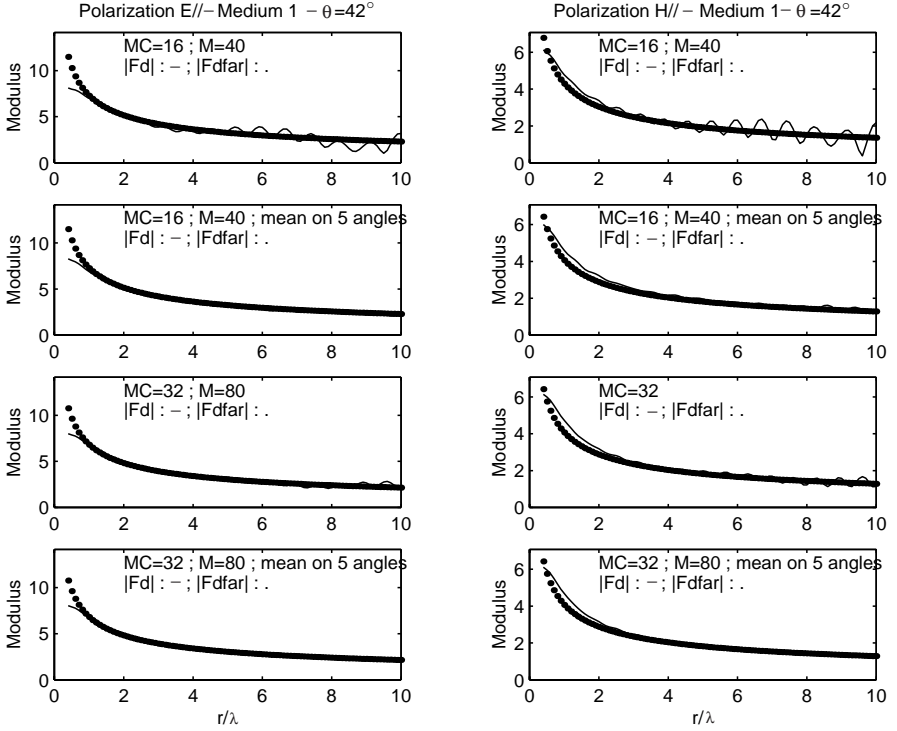 Polarization E//− Medium 1 − θ=42°
MC=16 ; M=40
|Fd| : − ; |Fdfar| : .
Modulus
10
5
0
0 2 4 6 8 10
MC=16 ; M=40 ; mean on 5 angles
|Fd| : − ; |Fdfar| : .
Modulus
10
5
0
0 2 4 6 8 10
MC=32 ; M=80
|Fd| : − ; |Fdfar| : .
Modulus
10
5
0
0 2 4 6 8 10
MC=32 ; M=80 ; mean on 5 angles
|Fd| : − ; |Fdfar| : .
Modulus
10
5
0
0 2 4 6 8 10
r/λ
Polarization H// − Medium 1− θ=42°
MC=16 ; M=40
|Fd| : − ; |Fdfar| : .
Modulus
6
4
2
0
0 2 4 6 8 10
MC=16 ; M=40 ; mean on 5 angles
|Fd| : − ; |Fdfar| : .
Modulus
6
4
2
0
0 2 4 6 8 10
MC=32
|Fd| : − ; |Fdfar| : .
Modulus
6
4
2
0
0 2 4 6 8 10
MC=32 ; M=80 ; mean on 5 angles
|Fd| : − ; |Fdfar| : .
Modulus
6
4
2
0
0 2 4 6 8 10
r/λ